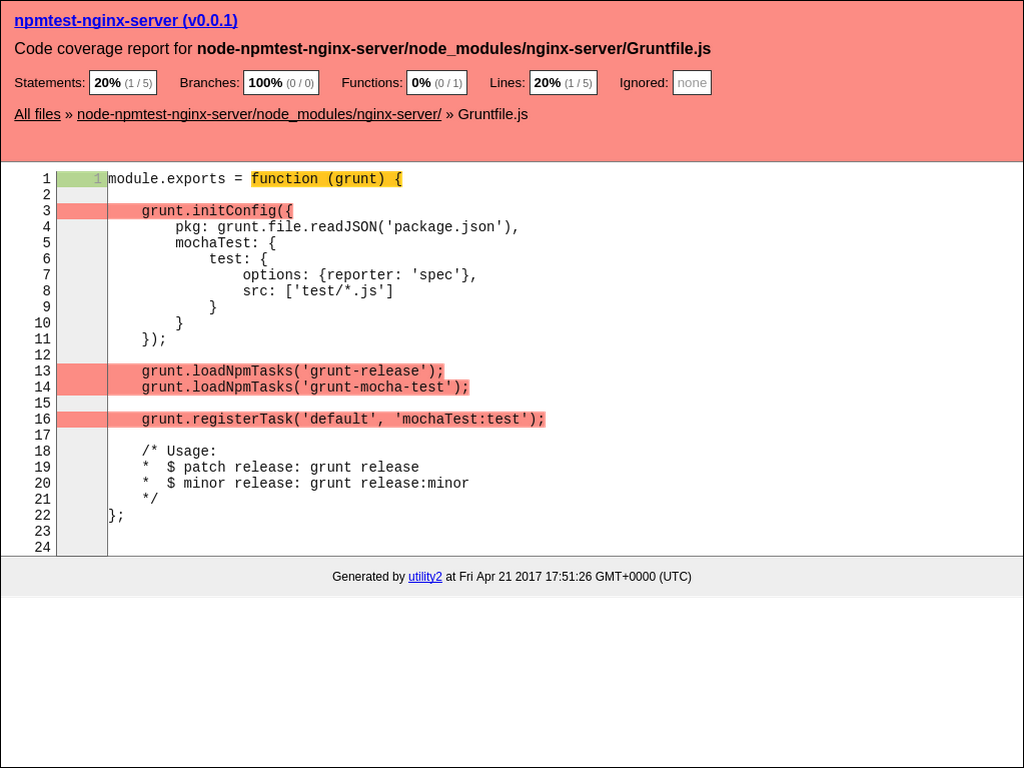 npmtest-nginx-server (v0.0.1)
Code coverage report for node-npmtest-nginx-server/node_modules/nginx-server/Gruntfile.js
Statements: 20% (1 / 5) Branches: 100% (0 / 0) Functions: 0% (0 / 1) Lines: 20% (1 / 5) Ignored: none
All files » node-npmtest-nginx-server/node_modules/nginx-server/ » Gruntfile.js
1 1 module.exports = function (grunt) {
2
3     grunt.initConfig({
4         pkg: grunt.file.readJSON('package.json'),
5         mochaTest: {
6             test: {
7                 options: {reporter: 'spec'},
8                 src: ['test/*.js']
9             }
10         }
11     });
12
13     grunt.loadNpmTasks('grunt-release');
14     grunt.loadNpmTasks('grunt-mocha-test');
15
16     grunt.registerTask('default', 'mochaTest:test');
17
18     /* Usage:
19     *  $ patch release: grunt release
20     *  $ minor release: grunt release:minor
21     */
22 };
23
24
Generated by utility2 at Fri Apr 21 2017 17:51:26 GMT+0000 (UTC)